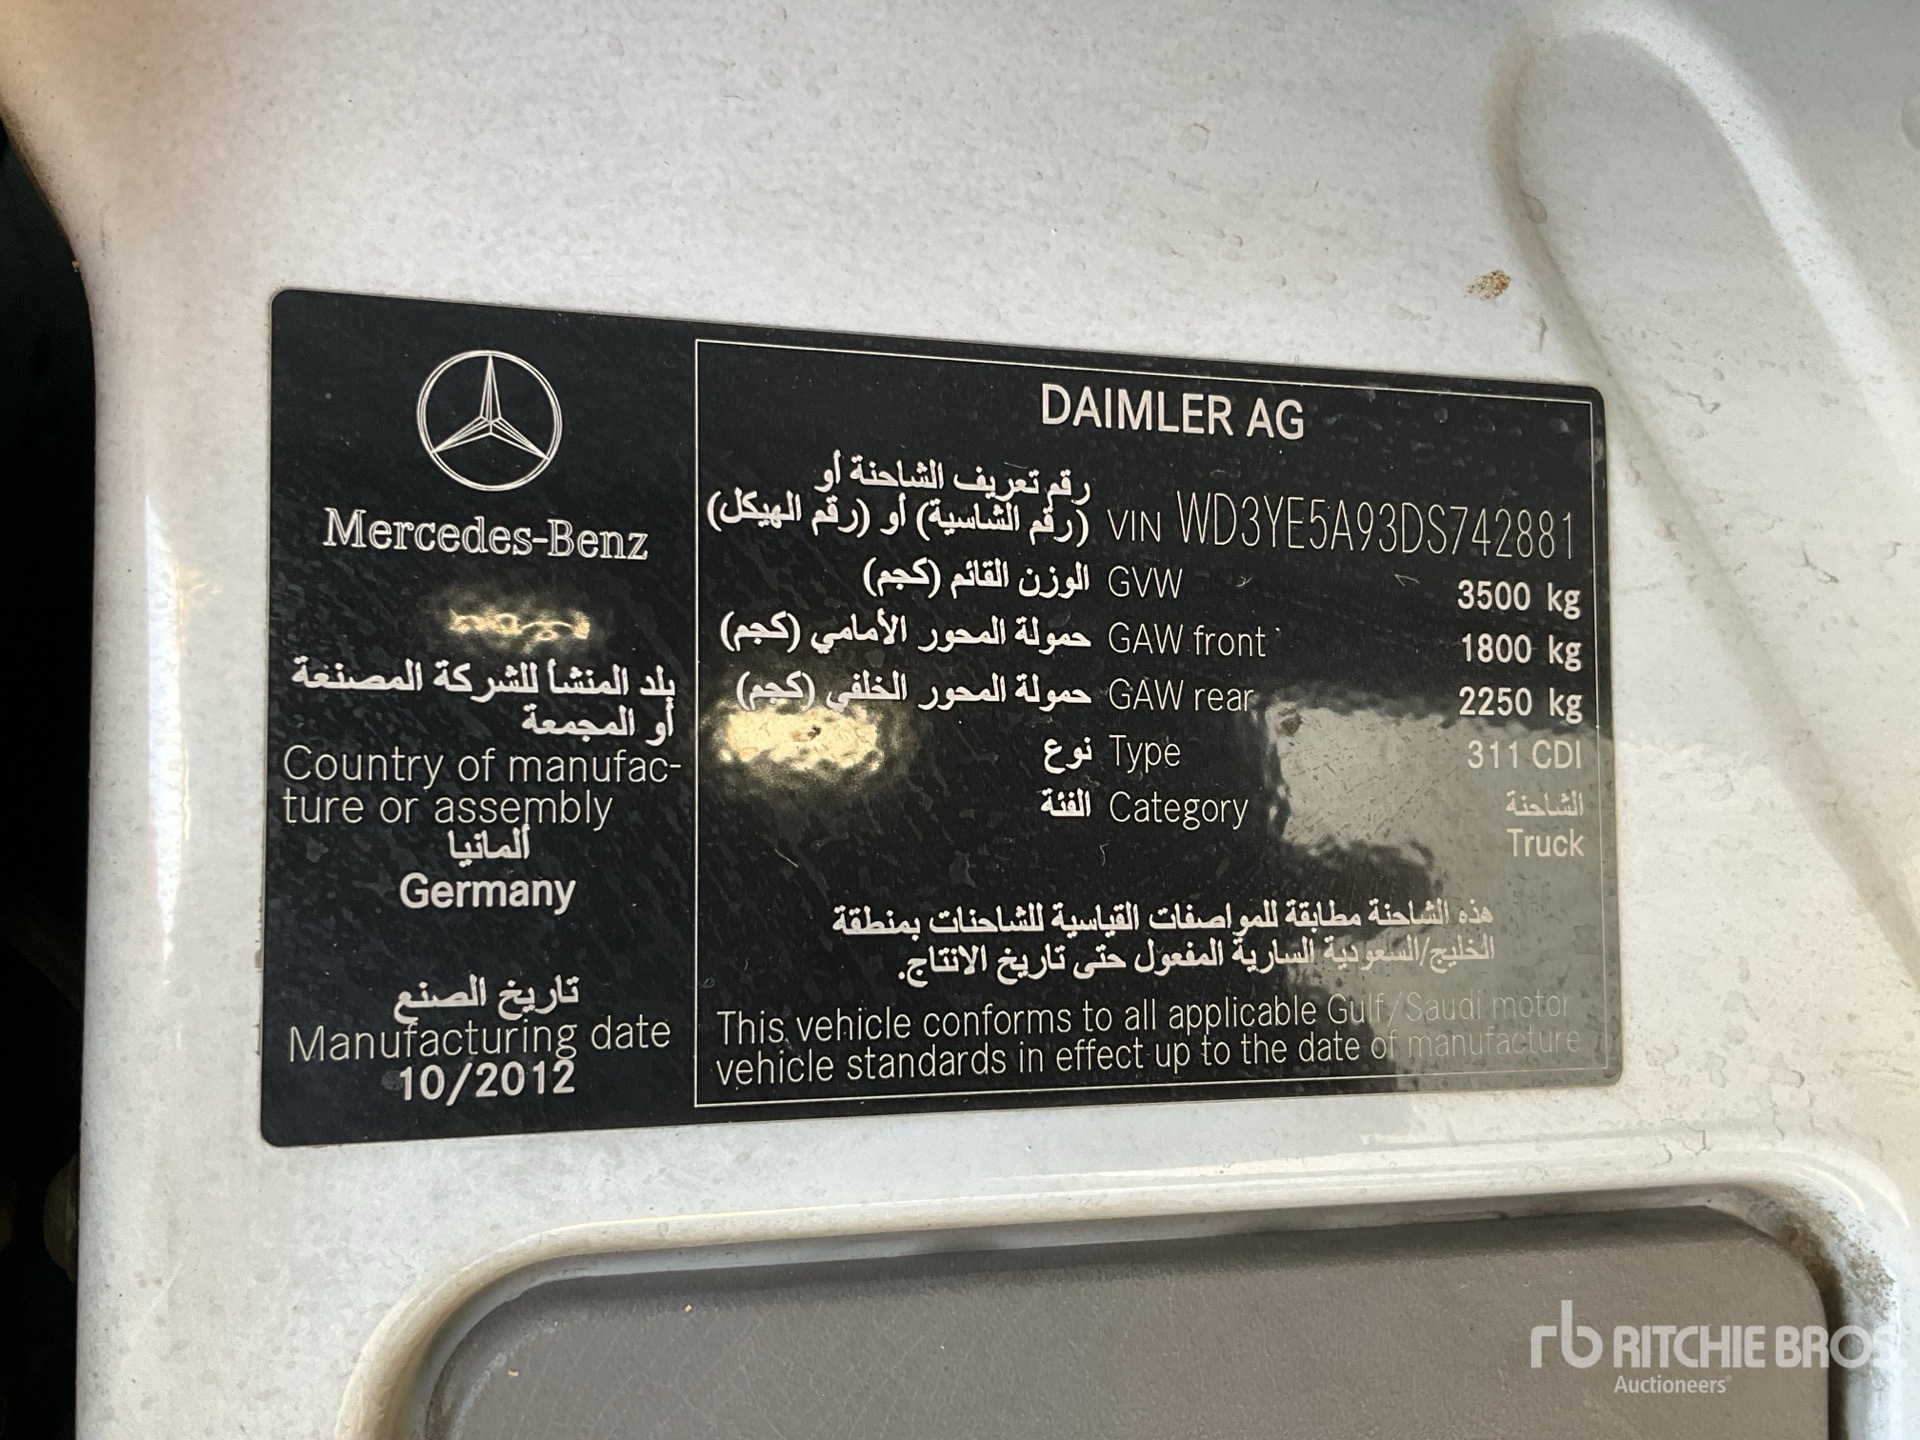 Mercedes-Benz
بلد المنشأ للشركة المصنعة
أو المجمعة
Country of manufac-
ture or assembly
ألمانيا
Germany
تاريخ الصنع
Manufacturing date
10/2012
DAIMLER AG
رقم تعريف الشاحنة أو
(رقم الشاسية) أو (رقم الهيكل) VIN WD3YE5A93DS742881
الوزن القائم (كجم) GVW 3500 kg
حمولة المحور الأمامي (كجم) GAW front 1800 kg
حمولة المحور الخلفي (كجم) GAW rear 2250 kg
نوع Type 311 CDI
الفئة Category الشاحنة
Truck
هذه الشاحنة مطابقة للمواصفات القياسية للشاحنات بمنطقة
الخليج/السعودية السارية المفعول حتى تاريخ الانتاج.
This vehicle conforms to all applicable Gulf/Saudi motor
vehicle standards in effect up to the date of manufacture
rb RITCHIE BROS.
Auctioneers